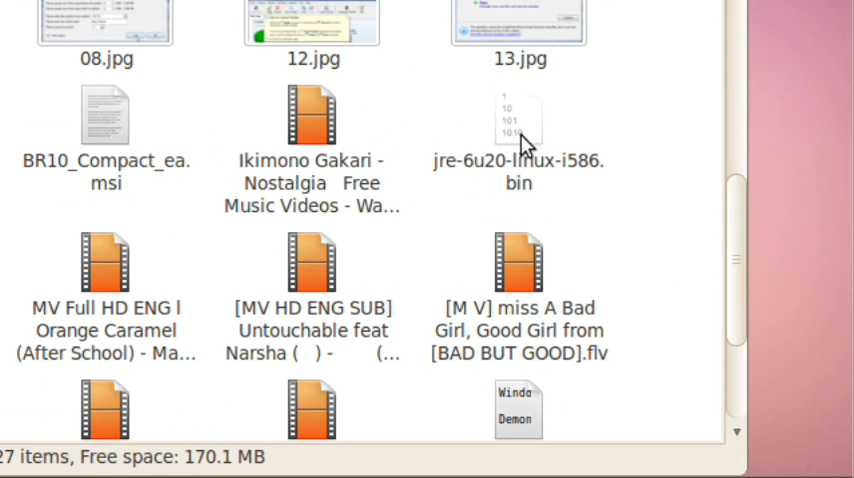 08.jpg
12.jpg
13.jpg
1
10
101
1010
BR10_Compact_ea.
msi
Ikimono Gakari -
Nostalgia Free
Music Videos - Wa...
jre-6u20-linux-i586.
bin
MV Full HD ENG l
Orange Caramel
(After School) - Ma...
[MV HD ENG SUB]
Untouchable feat
Narsha ( ) - (...
[M V] miss A Bad
Girl, Good Girl from
[BAD BUT GOOD].flv
Windo
Demon
27 items, Free space: 170.1 MB